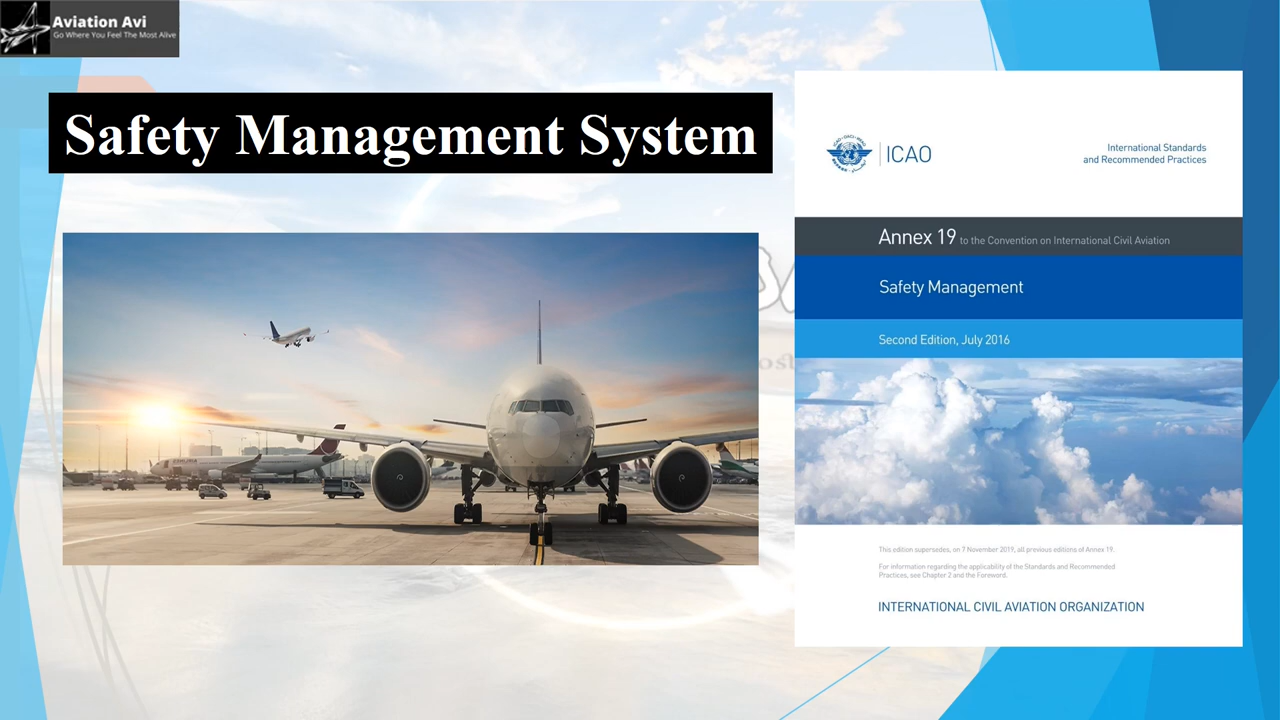 Aviation Avi
Go Where You Feel The Most Alive
Safety Management System
ICAO
International Standards
and Recommended Practices
Annex 19 to the Convention on International Civil Aviation
Safety Management
Second Edition, July 2016
This edition supersedes, on 7 November 2019, all previous editions of Annex 19.
For information regarding the applicability of the Standards and Recommended
Practices, see Chapter 2 and the Foreword.
INTERNATIONAL CIVIL AVIATION ORGANIZATION